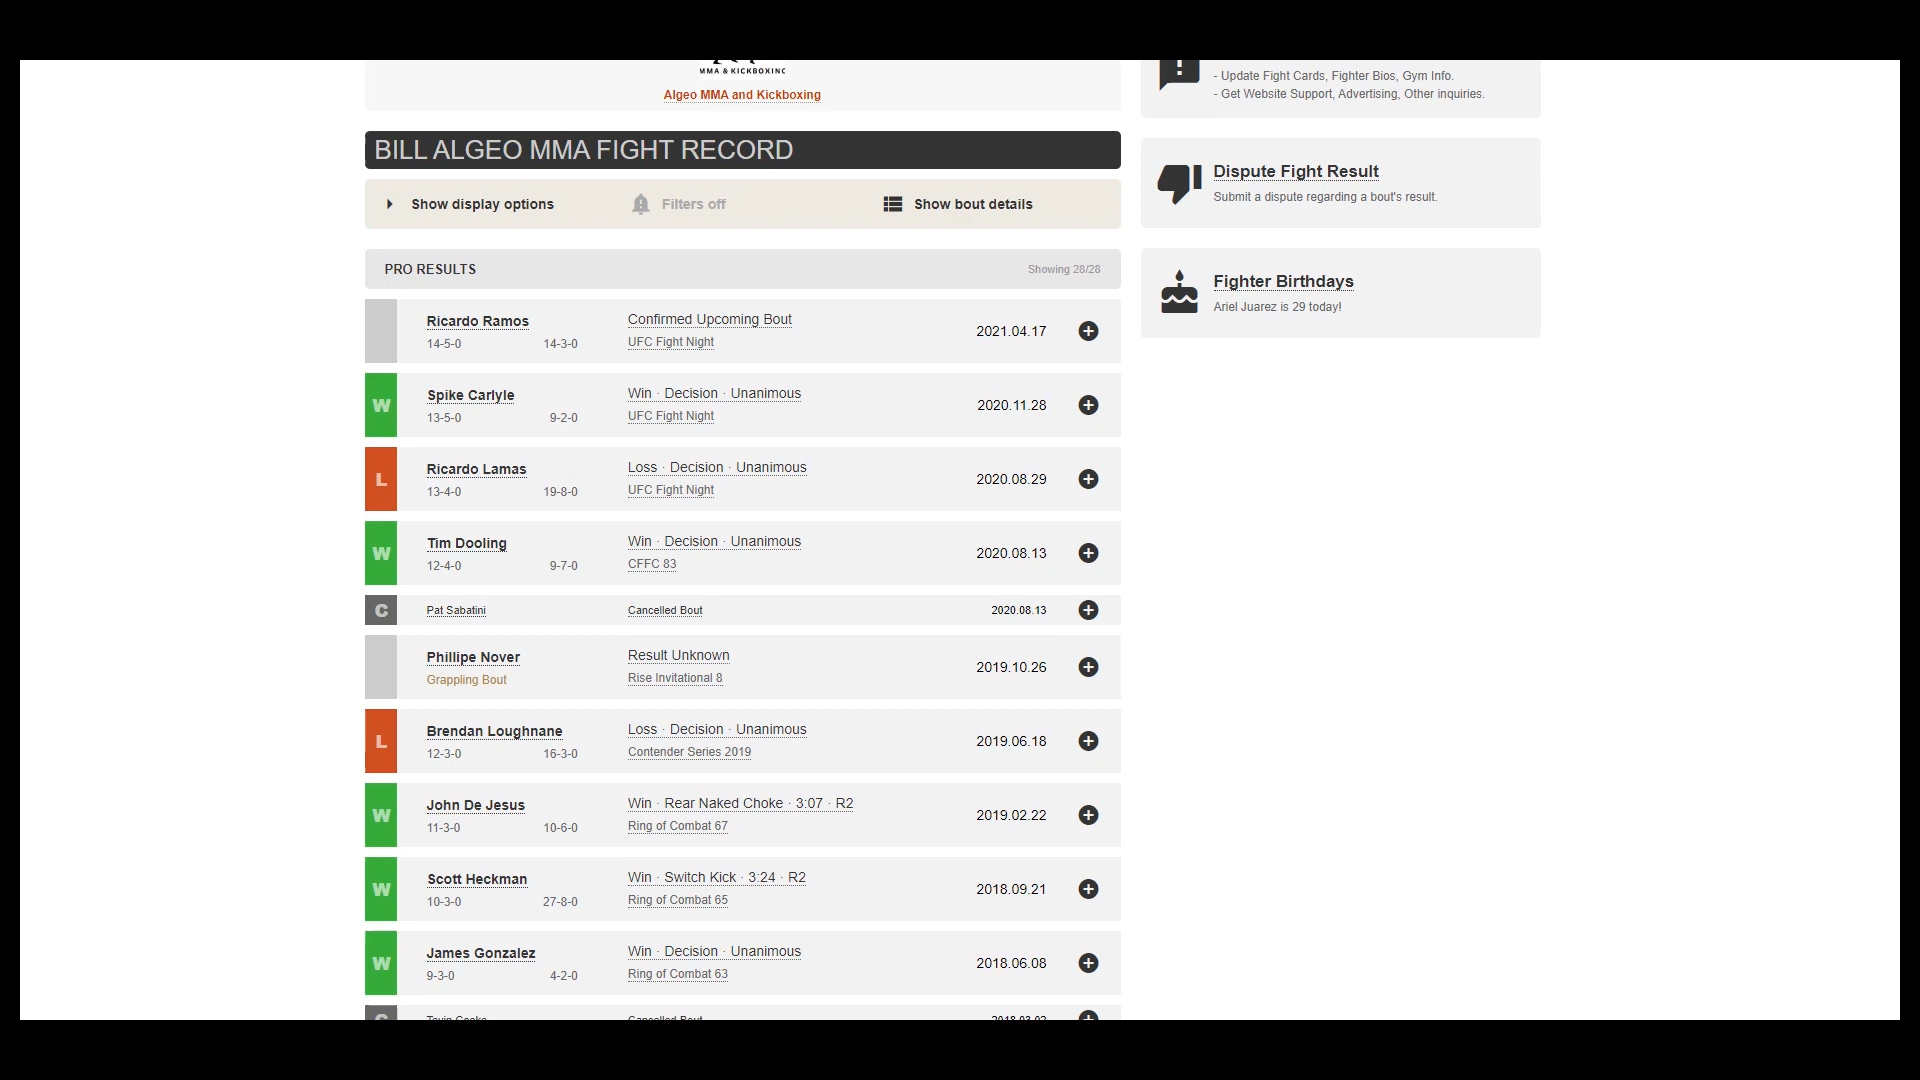 MMA & KICKBOXING
Algeo MMA and Kickboxing
- Update Fight Cards, Fighter Bios, Gym Info.
- Get Website Support, Advertising, Other inquiries.
BILL ALGEO MMA FIGHT RECORD
Show display options
Filters off
Show bout details
Dispute Fight Result
Submit a dispute regarding a bout's result.
Fighter Birthdays
Ariel Juarez is 29 today!
PRO RESULTS
Showing 28/28
Ricardo Ramos
14-5-0 14-3-0
Confirmed Upcoming Bout
UFC Fight Night
2021.04.17
W
Spike Carlyle
13-5-0 9-2-0
Win · Decision · Unanimous
UFC Fight Night
2020.11.28
L
Ricardo Lamas
13-4-0 19-8-0
Loss · Decision · Unanimous
UFC Fight Night
2020.08.29
W
Tim Dooling
12-4-0 9-7-0
Win · Decision · Unanimous
CFFC 83
2020.08.13
C
Pat Sabatini
Cancelled Bout
2020.08.13
Phillipe Nover
Grappling Bout
Result Unknown
Rise Invitational 8
2019.10.26
L
Brendan Loughnane
12-3-0 16-3-0
Loss · Decision · Unanimous
Contender Series 2019
2019.06.18
W
John De Jesus
11-3-0 10-6-0
Win · Rear Naked Choke · 3:07 · R2
Ring of Combat 67
2019.02.22
W
Scott Heckman
10-3-0 27-8-0
Win · Switch Kick · 3:24 · R2
Ring of Combat 65
2018.09.21
W
James Gonzalez
9-3-0 4-2-0
Win · Decision · Unanimous
Ring of Combat 63
2018.06.08
C
Cancelled Bout
2018.03.02